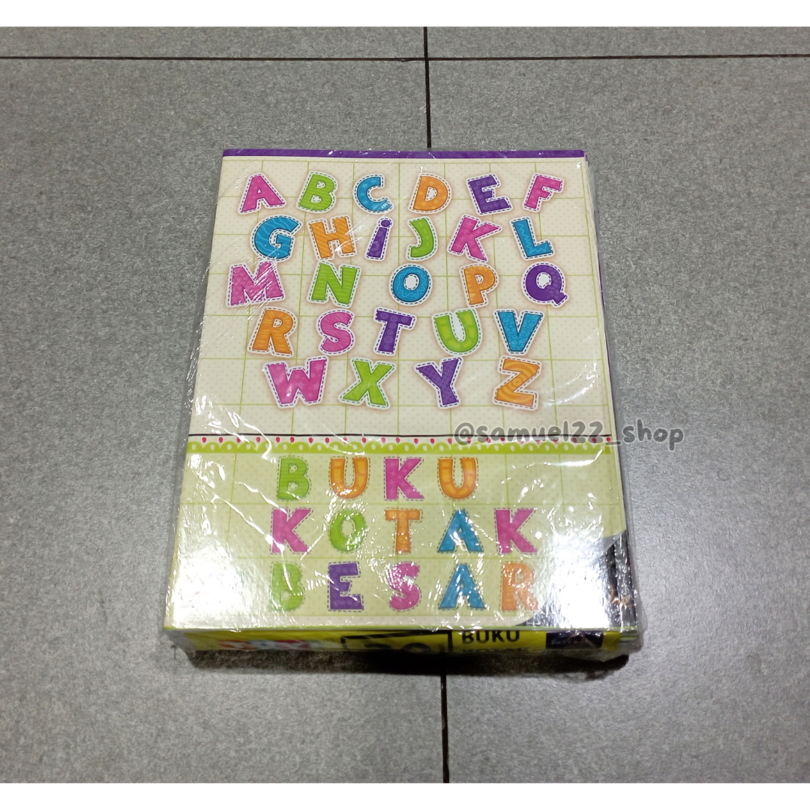 A B C D E F
G H i J K L
M N O P Q
R S T U V
W X Y Z
@samuel22_shop
BUKU
KOTAK
BESAR
BUKU